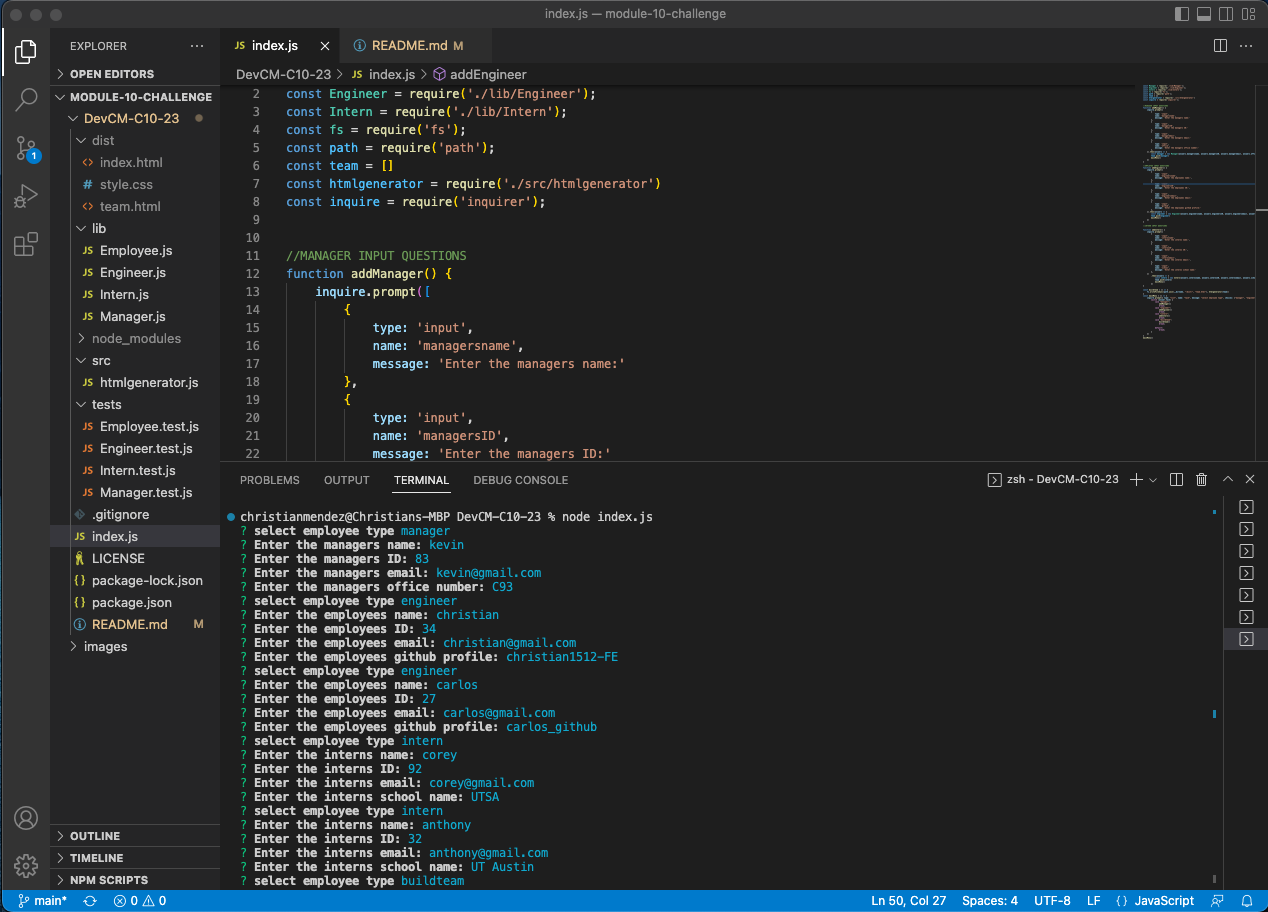 index.js — module-10-challenge
EXPLORER
OPEN EDITORS
MODULE-10-CHALLENGE
DevCM-C10-23
dist
<> index.html
# style.css
<> team.html
lib
JS Employee.js
JS Engineer.js
JS Intern.js
JS Manager.js
node_modules
src
JS htmlgenerator.js
tests
JS Employee.test.js
JS Engineer.test.js
JS Intern.test.js
JS Manager.test.js
.gitignore
JS index.js
LICENSE
{} package-lock.json
{} package.json
README.md M
images
OUTLINE
TIMELINE
NPM SCRIPTS
1
JS index.js
README.md M
DevCM-C10-23 > JS index.js > addEngineer
2 const Engineer = require('./lib/Engineer');
3 const Intern = require('./lib/Intern');
4 const fs = require('fs');
5 const path = require('path');
6 const team = []
7 const htmlgenerator = require('./src/htmlgenerator')
8 const inquire = require('inquirer');
9
10
11 //MANAGER INPUT QUESTIONS
12 function addManager() {
13 inquire.prompt([
14 {
15 type: 'input',
16 name: 'managersname',
17 message: 'Enter the managers name:'
18 },
19 {
20 type: 'input',
21 name: 'managersID',
22 message: 'Enter the managers ID:'
PROBLEMS OUTPUT TERMINAL DEBUG CONSOLE
zsh - DevCM-C10-23
christianmendez@Christians-MBP DevCM-C10-23 % node index.js
? select employee type manager
? Enter the managers name: kevin
? Enter the managers ID: 83
? Enter the managers email: kevin@gmail.com
? Enter the managers office number: C93
? select employee type engineer
? Enter the employees name: christian
? Enter the employees ID: 34
? Enter the employees email: christian@gmail.com
? Enter the employees github profile: christian1512-FE
? select employee type engineer
? Enter the employees name: carlos
? Enter the employees ID: 27
? Enter the employees email: carlos@gmail.com
? Enter the employees github profile: carlos_github
? select employee type intern
? Enter the interns name: corey
? Enter the interns ID: 92
? Enter the interns email: corey@gmail.com
? Enter the interns school name: UTSA
? select employee type intern
? Enter the interns name: anthony
? Enter the interns ID: 32
? Enter the interns email: anthony@gmail.com
? Enter the interns school name: UT Austin
? select employee type buildteam
main* 0 0 Ln 50, Col 27 Spaces: 4 UTF-8 LF {} JavaScript